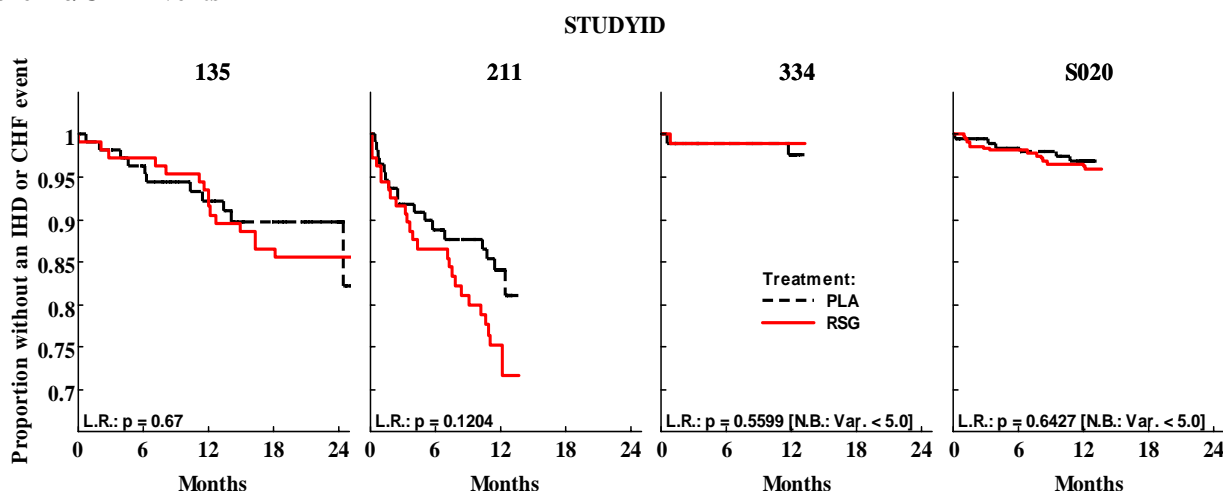 STUDYID
135 211 334 S020
Proportion without an IHD or CHF event
1
0.95
0.9
0.85
0.8
0.75
0.7
Treatment:
PLA
RSG
L.R.: p = 0.67
L.R.: p = 0.1204
L.R.: p = 0.5599 [N.B.: Var. < 5.0]
L.R.: p = 0.6427 [N.B.: Var. < 5.0]
0 6 12 18 24 0 6 12 18 24 0 6 12 18 24 0 6 12 18 24
Months Months Months Months